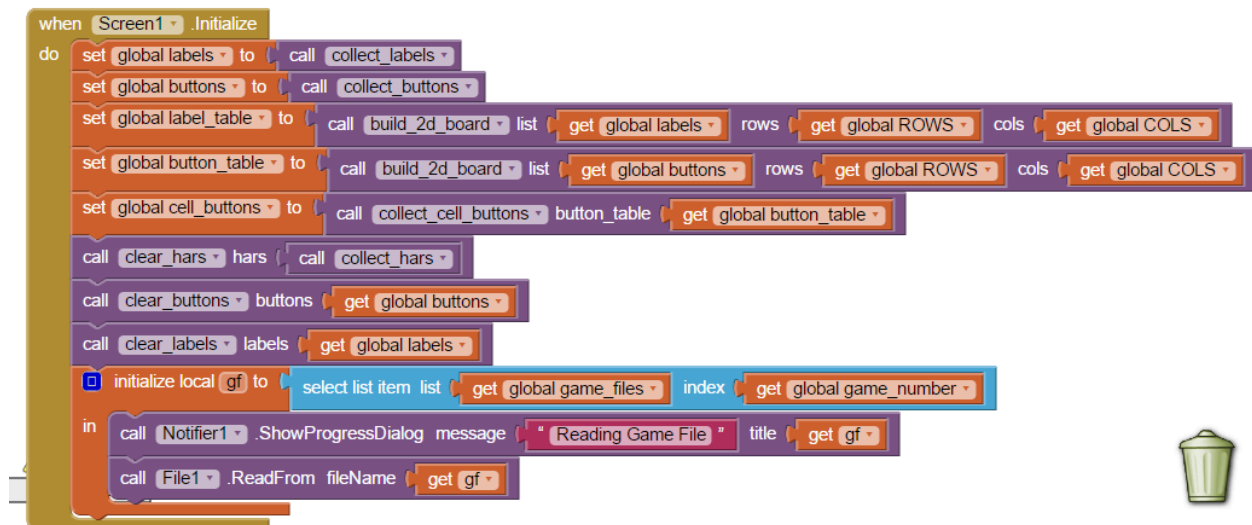 when Screen1 .Initialize
do set global labels to call collect_labels
set global buttons to call collect_buttons
set global label_table to call build_2d_board list get global labels rows get global ROWS cols get global COLS
set global button_table to call build_2d_board list get global buttons rows get global ROWS cols get global COLS
set global cell_buttons to call collect_cell_buttons button_table get global button_table
call clear_hars hars call collect_hars
call clear_buttons buttons get global buttons
call clear_labels labels get global labels
initialize local gf to select list item list get global game_files index get global game_number
in call Notifier1 .ShowProgressDialog message " Reading Game File " title get gf
call File1 .ReadFrom fileName get gf